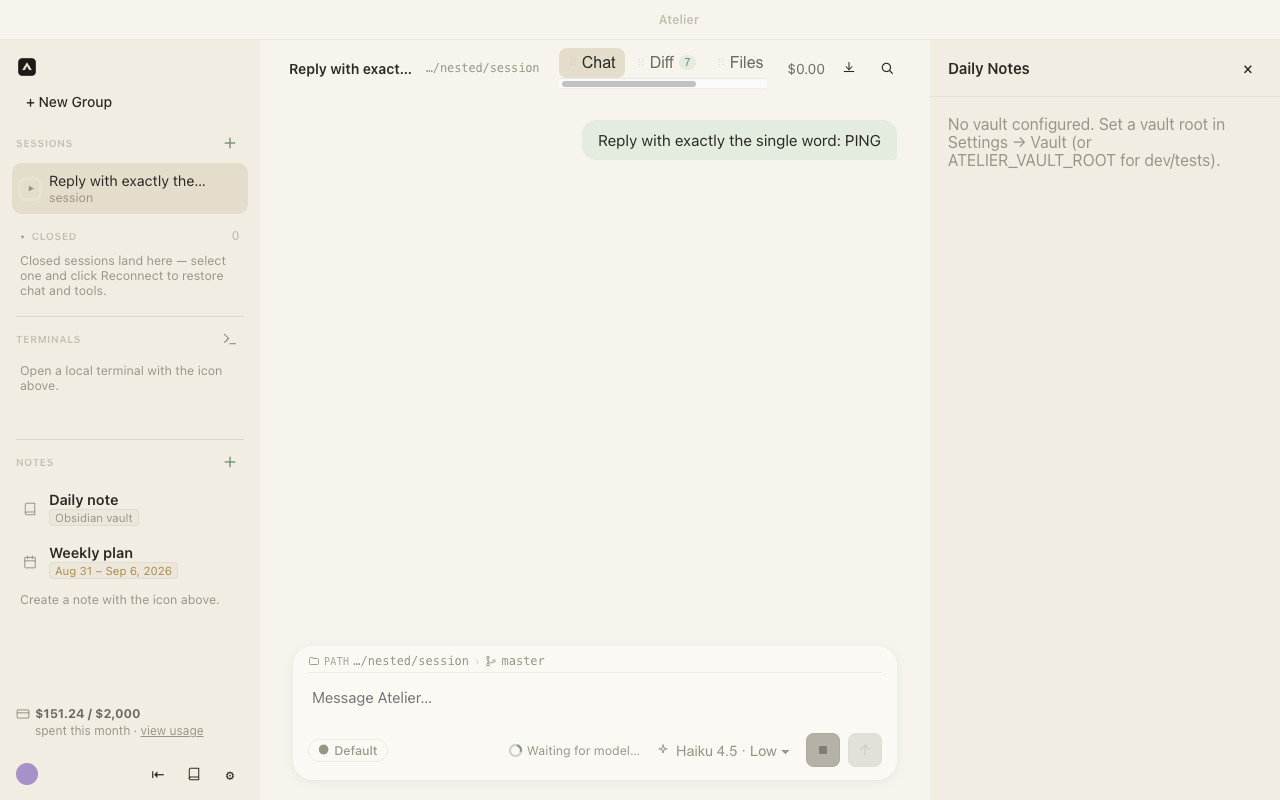 Atelier
+ New Group
SESSIONS
Reply with exactly the...
session
CLOSED
0
Closed sessions land here — select
one and click Reconnect to restore
chat and tools.
TERMINALS
Open a local terminal with the icon
above.
NOTES
Daily note
Obsidian vault
Weekly plan
Aug 31 – Sep 6, 2026
Create a note with the icon above.
$151.24 / $2,000
spent this month · view usage
Reply with exact...
…/nested/session
Chat
Diff 7
Files
$0.00
Reply with exactly the single word: PING
PATH …/nested/session › master
Message Atelier...
Default
Waiting for model...
Haiku 4.5 · Low
Daily Notes
No vault configured. Set a vault root in
Settings → Vault (or
ATELIER_VAULT_ROOT for dev/tests).